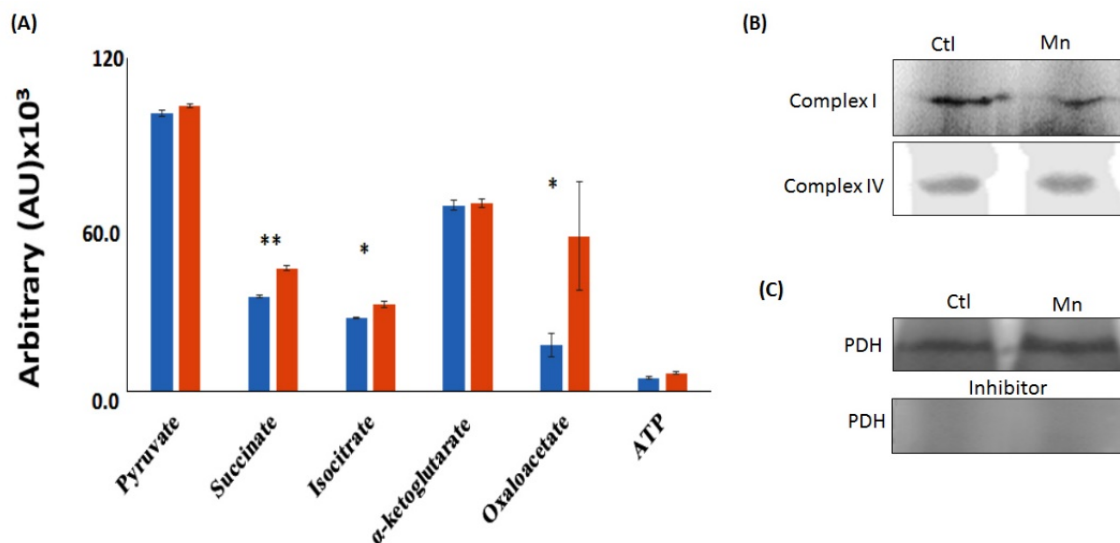 (A)
Arbitrary (AU)x10³
120
60.0
0.0
**
*
*
Pyruvate
Succinate
Isocitrate
α-ketoglutarate
Oxaloacetate
ATP
(B)
Ctl Mn
Complex I
Complex IV
(C)
Ctl Mn
PDH
Inhibitor
PDH